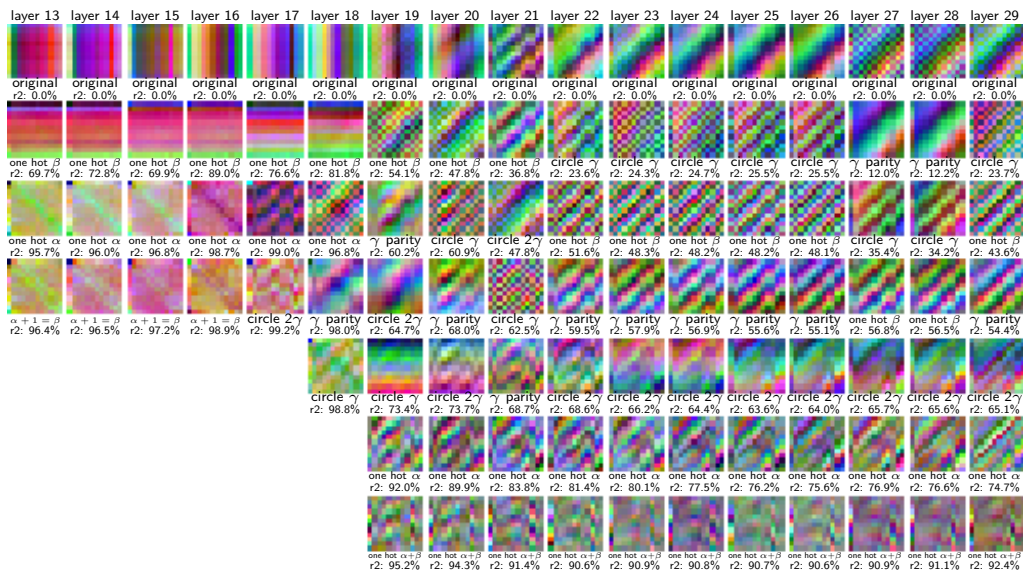 layer 13 layer 14 layer 15 layer 16 layer 17 layer 18 layer 19 layer 20 layer 21 layer 22 layer 23 layer 24 layer 25 layer 26 layer 27 layer 28 layer 29
original original original original original original original original original original original original original original original original original
r2: 0.0% r2: 0.0% r2: 0.0% r2: 0.0% r2: 0.0% r2: 0.0% r2: 0.0% r2: 0.0% r2: 0.0% r2: 0.0% r2: 0.0% r2: 0.0% r2: 0.0% r2: 0.0% r2: 0.0% r2: 0.0% r2: 0.0%
one hot β one hot β one hot β one hot β one hot β one hot β one hot β one hot β one hot β circle γ circle γ circle γ circle γ circle γ γ parity γ parity circle γ
r2: 69.7% r2: 72.8% r2: 69.9% r2: 89.0% r2: 76.6% r2: 81.8% r2: 54.1% r2: 47.8% r2: 36.8% r2: 23.6% r2: 24.3% r2: 24.7% r2: 25.5% r2: 25.5% r2: 12.0% r2: 12.2% r2: 23.7%
one hot α one hot α one hot α one hot α one hot α one hot α γ parity circle γ circle 2γ one hot β one hot β one hot β one hot β one hot β circle γ circle γ one hot β
r2: 95.7% r2: 96.0% r2: 96.8% r2: 98.7% r2: 99.0% r2: 96.8% r2: 60.2% r2: 60.9% r2: 47.8% r2: 51.6% r2: 48.3% r2: 48.2% r2: 48.2% r2: 48.1% r2: 35.4% r2: 34.2% r2: 43.6%
α + 1 = β α + 1 = β α + 1 = β α + 1 = β circle 2γ γ parity circle 2γ γ parity circle γ γ parity γ parity γ parity γ parity γ parity one hot β one hot β γ parity
r2: 96.4% r2: 96.5% r2: 97.2% r2: 98.9% r2: 99.2% r2: 98.0% r2: 64.7% r2: 68.0% r2: 62.5% r2: 59.5% r2: 57.9% r2: 56.9% r2: 55.6% r2: 55.1% r2: 56.8% r2: 56.5% r2: 54.4%
circle γ circle γ circle 2γ γ parity circle 2γ circle 2γ circle 2γ circle 2γ circle 2γ circle 2γ circle 2γ circle 2γ
r2: 98.8% r2: 73.4% r2: 73.7% r2: 68.7% r2: 68.6% r2: 66.2% r2: 64.4% r2: 63.6% r2: 64.0% r2: 65.7% r2: 65.6% r2: 65.1%
one hot α one hot α one hot α one hot α one hot α one hot α one hot α one hot α one hot α one hot α one hot α
r2: 92.0% r2: 89.9% r2: 83.8% r2: 81.4% r2: 80.1% r2: 77.5% r2: 76.2% r2: 75.6% r2: 76.9% r2: 76.6% r2: 74.7%
one hot α+β one hot α+β one hot α+β one hot α+β one hot α+β one hot α+β one hot α+β one hot α+β one hot α+β one hot α+β one hot α+β
r2: 95.2% r2: 94.3% r2: 91.4% r2: 90.6% r2: 90.9% r2: 90.8% r2: 90.7% r2: 90.6% r2: 90.9% r2: 91.1% r2: 92.4%